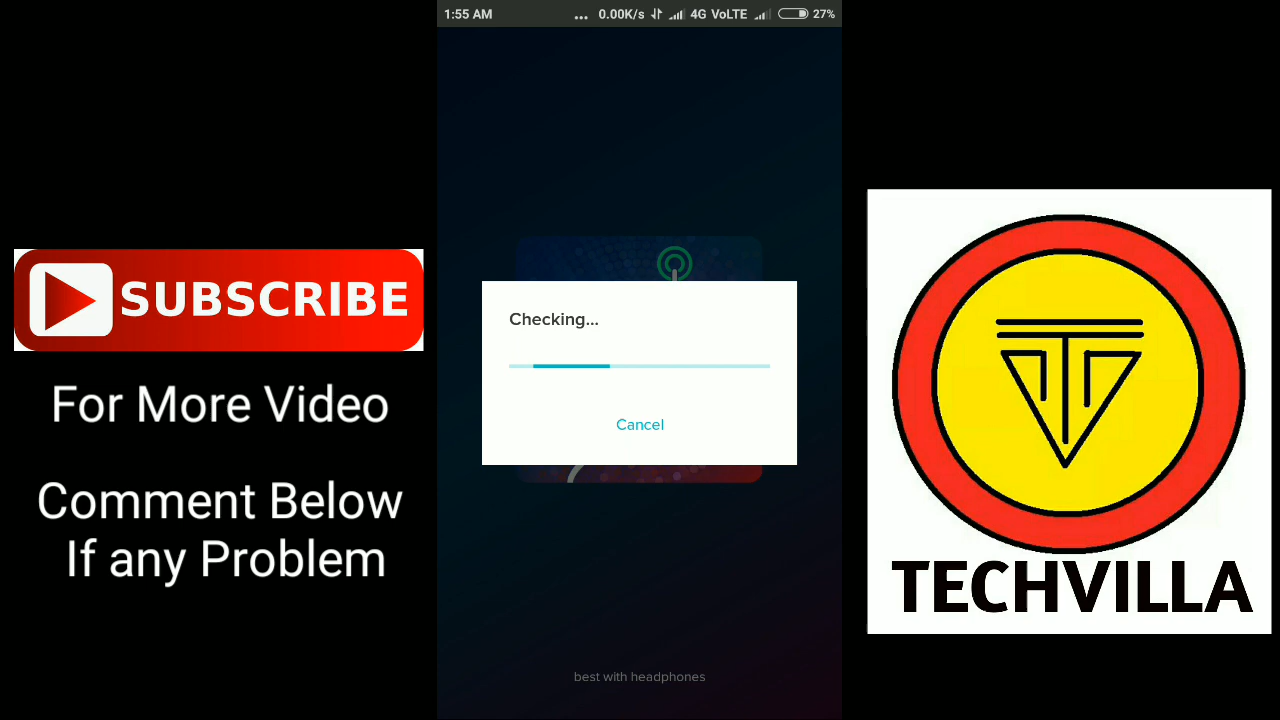 1:55 AM ... 0.00K/s 4G VoLTE 27%
SUBSCRIBE
For More Video
Comment Below
If any Problem
Checking...
Cancel
best with headphones
TECHVILLA